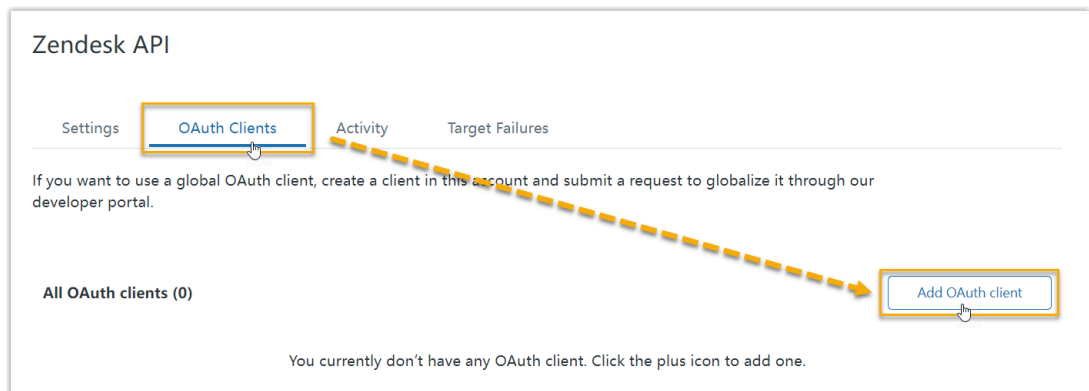 Zendesk API
Settings
OAuth Clients
Activity
Target Failures
If you want to use a global OAuth client, create a client in this account and submit a request to globalize it through our
developer portal.
All OAuth clients (0)
Add OAuth client
You currently don't have any OAuth client. Click the plus icon to add one.